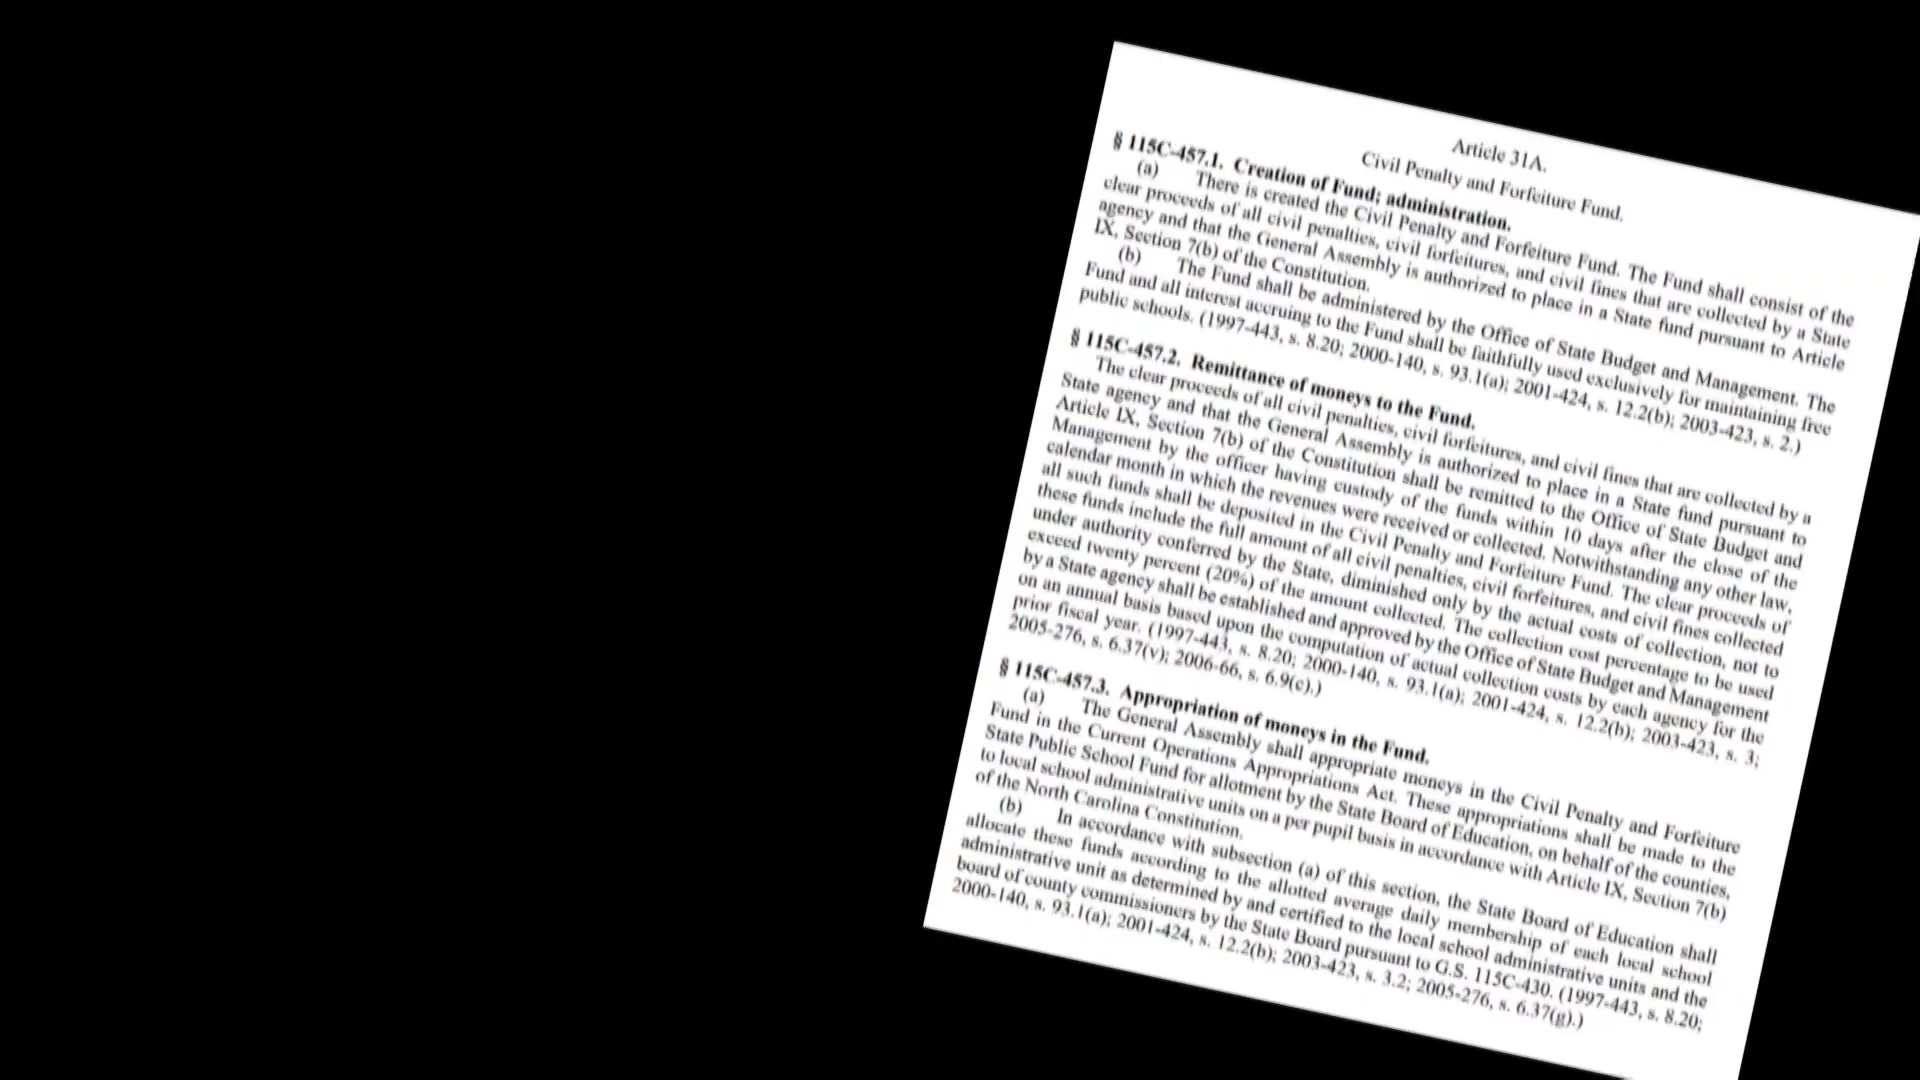 Article 31A.
Civil Penalty and Forfeiture Fund.
§ 115C-457.1. Creation of Fund; administration.
(a) There is created the Civil Penalty and Forfeiture Fund. The Fund shall consist of the
clear proceeds of all civil penalties, civil forfeitures, and civil fines that are collected by a State
agency and that the General Assembly is authorized to place in a State fund pursuant to Article
IX, Section 7(b) of the Constitution.
(b) The Fund shall be administered by the Office of State Budget and Management. The
Fund and all interest accruing to the Fund shall be faithfully used exclusively for maintaining free
public schools. (1997-443, s. 8.20; 2000-140, s. 93.1(a); 2001-424, s. 12.2(b); 2003-423, s. 2.)
§ 115C-457.2. Remittance of moneys to the Fund.
The clear proceeds of all civil penalties, civil forfeitures, and civil fines that are collected by a
State agency and that the General Assembly is authorized to place in a State fund pursuant to
Article IX, Section 7(b) of the Constitution shall be remitted to the Office of State Budget and
Management by the officer having custody of the funds within 10 days after the close of the
calendar month in which the revenues were received or collected. Notwithstanding any other law,
all such funds shall be deposited in the Civil Penalty and Forfeiture Fund. The clear proceeds of
these funds include the full amount of all civil penalties, civil forfeitures, and civil fines collected
under authority conferred by the State, diminished only by the actual costs of collection, not to
exceed twenty percent (20%) of the amount collected. The collection cost percentage to be used
by a State agency shall be established and approved by the Office of State Budget and Management
on an annual basis based upon the computation of actual collection costs by each agency for the
prior fiscal year. (1997-443, s. 8.20; 2000-140, s. 93.1(a); 2001-424, s. 12.2(b); 2003-423, s. 3;
2005-276, s. 6.37(v); 2006-66, s. 6.9(c).)
§ 115C-457.3. Appropriation of moneys in the Fund.
(a) The General Assembly shall appropriate moneys in the Civil Penalty and Forfeiture
Fund in the Current Operations Appropriations Act. These appropriations shall be made to the
State Public School Fund for allotment by the State Board of Education, on behalf of the counties,
to local school administrative units on a per pupil basis in accordance with Article IX, Section 7(b)
of the North Carolina Constitution.
(b) In accordance with subsection (a) of this section, the State Board of Education shall
allocate these funds according to the allotted average daily membership of each local school
administrative unit as determined by and certified to the local school administrative units and the
board of county commissioners by the State Board pursuant to G.S. 115C-430. (1997-443, s. 8.20;
2000-140, s. 93.1(a); 2001-424, s. 12.2(b); 2003-423, s. 3.2; 2005-276, s. 6.37(g).)